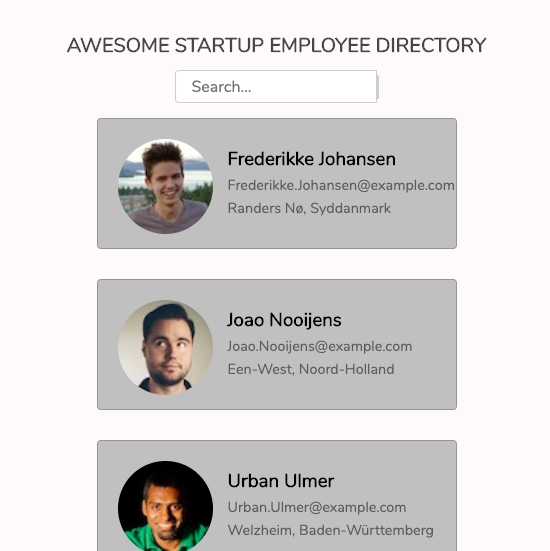 AWESOME STARTUP EMPLOYEE DIRECTORY
Search...
Frederikke Johansen
Frederikke.Johansen@example.com
Randers Nø, Syddanmark
Joao Nooijens
Joao.Nooijens@example.com
Een-West, Noord-Holland
Urban Ulmer
Urban.Ulmer@example.com
Welzheim, Baden-Württemberg